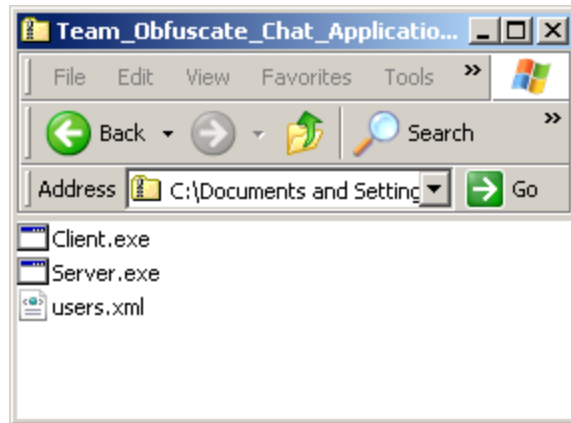 Team_Obfuscate_Chat_Applicatio...
File Edit View Favorites Tools »
Back Search »
Address C:\Documents and Setting Go
Client.exe
Server.exe
users.xml